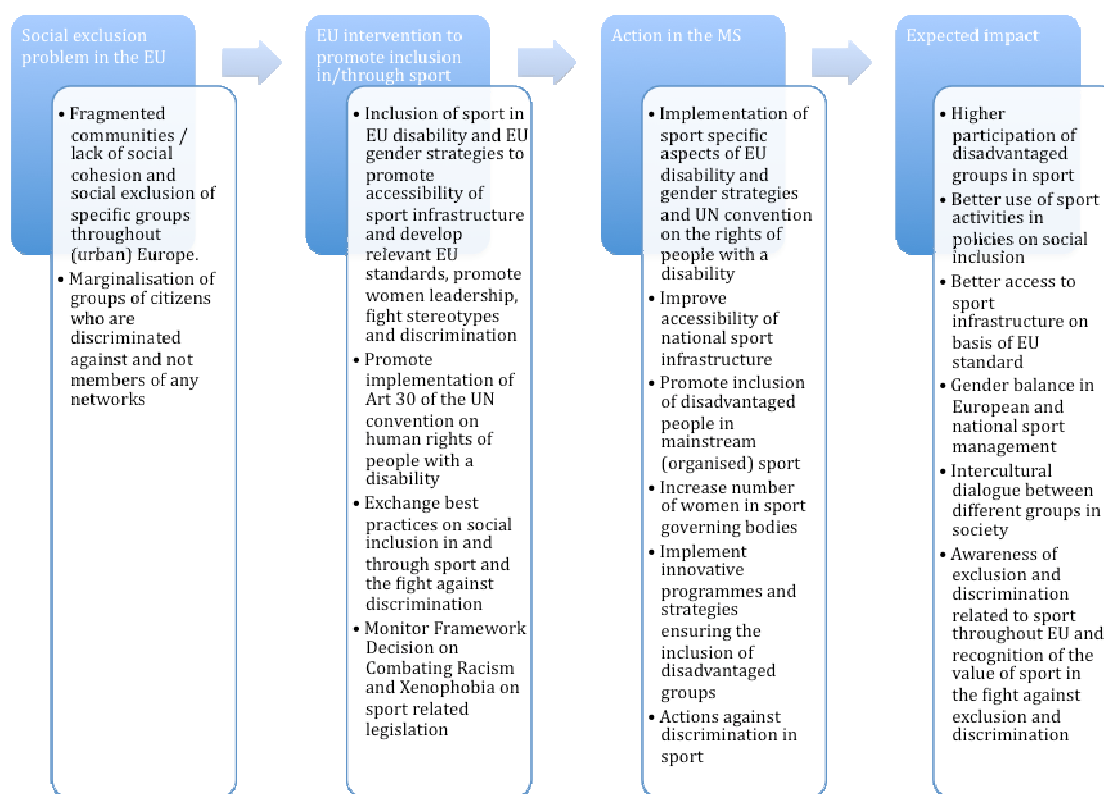 Social exclusion
problem in the EU
• Fragmented
communities /
lack of social
cohesion and
social exclusion of
specific groups
throughout
(urban) Europe.
• Marginalisation of
groups of citizens
who are
discriminated
against and not
members of any
networks
EU intervention to
promote inclusion
in/through sport
• Inclusion of sport in
EU disability and EU
gender strategies to
promote
accessibility of
sport infrastructure
and develop
relevant EU
standards, promote
women leadership,
fight stereotypes
and discrimination
• Promote
implementation of
Art 30 of the UN
convention on
human rights of
people with a
disability
• Exchange best
practices on social
inclusion in and
through sport and
the fight against
discrimination
• Monitor Framework
Decision on
Combating Racism
and Xenophobia on
sport related
legislation
Action in the MS
• Implementation of
sport specific
aspects of EU
disability and
gender strategies
and UN convention
on the rights of
people with a
disability
• Improve
accessibility of
national sport
infrastructure
• Promote inclusion
of disadvantaged
people in
mainstream
(organised) sport
• Increase number
of women in sport
governing bodies
• Implement
innovative
programmes and
strategies
ensuring the
inclusion of
disadvantaged
groups
• Actions against
discrimination in
sport
Expected impact
• Higher
participation of
disadvantaged
groups in sport
• Better use of sport
activities in
policies on social
inclusion
• Better access to
sport
infrastructure on
basis of EU
standard
• Gender balance in
European and
national sport
management
• Intercultural
dialogue between
different groups in
society
• Awareness of
exclusion and
discrimination
related to sport
throughout EU and
recognition of the
value of sport in
the fight against
exclusion and
discrimination